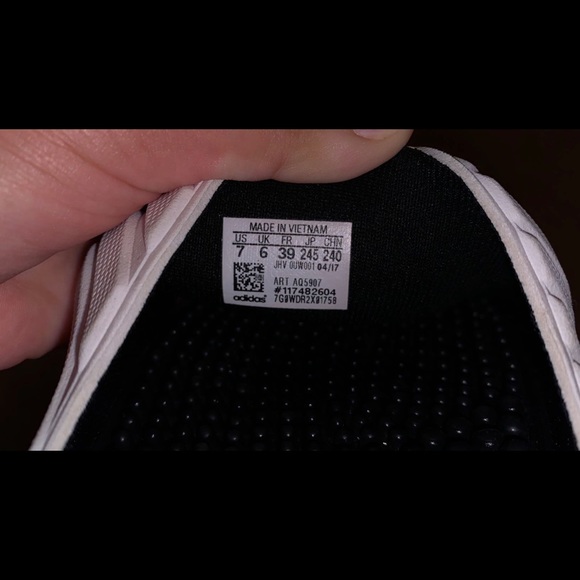 MADE IN VIETNAM
US UK FR JP CHN
7 6 39 245 240
JHV 0UW001 04/17
ART AQ5907
#117482604
adidas 7G9WDR2X01758